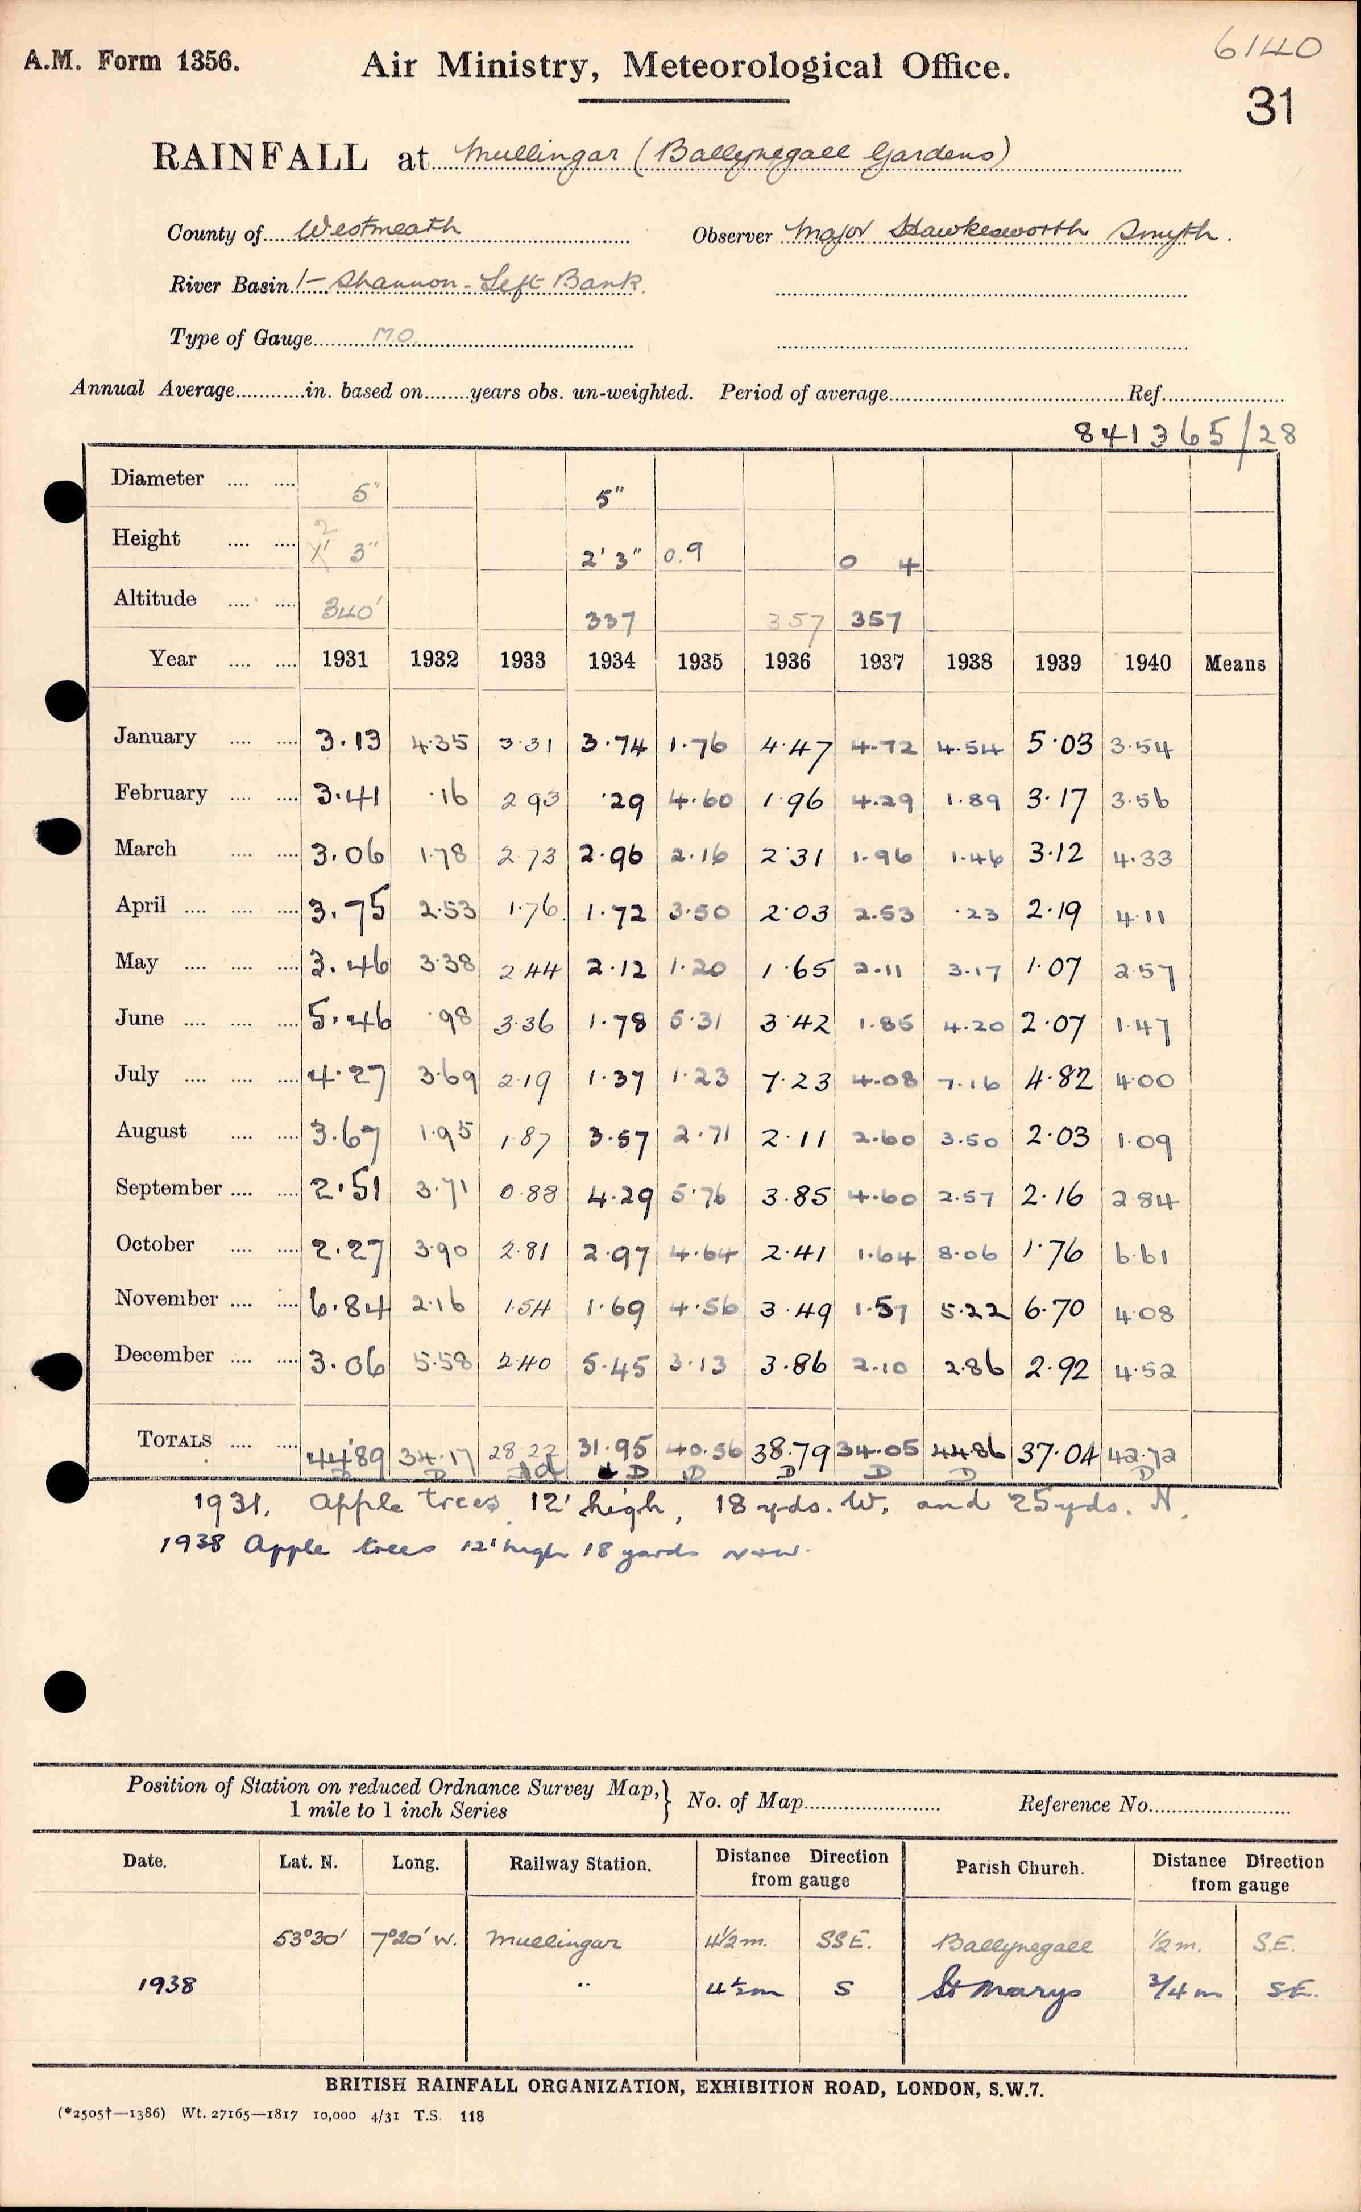 6140
A.M. Form 1356. Air Ministry, Meteorological Office.
31
RAINFALL at Mullingar (Ballynegall Gardens)
County of Westmeath Observer Major Hawkesworth Smyth.
River Basin 1- Shannon - Left Bank.
Type of Gauge MO
Annual Average............in. based on........years obs. un-weighted. Period of average............Ref............
841365/28
Diameter .... .... 5" 5"
Height .... .... 2' 3" 2' 3" 0.9 0 4
Altitude .... .... 340' 337 357 357
Year .... .... 1931 1932 1933 1934 1935 1936 1937 1938 1939 1940 Means
January .... .... 3.13 4.35 3.31 3.74 1.76 4.47 4.72 4.54 5.03 3.54
February .... .... 3.41 .16 2.93 .29 4.60 1.96 4.29 1.89 3.17 3.56
March .... .... 3.06 1.78 2.73 2.96 2.16 2.31 1.96 1.46 3.12 4.33
April .... .... .... 3.75 2.53 1.76 1.72 3.50 2.03 2.53 .23 2.19 4.11
May .... .... .... 3.46 3.38 2.44 2.12 1.20 1.65 2.11 3.17 1.07 2.57
June .... .... .... 5.46 .98 3.36 1.78 5.31 3.42 1.85 4.20 2.07 1.47
July .... .... .... 4.27 3.69 2.19 1.37 1.23 7.23 4.08 7.16 4.82 4.00
August .... .... 3.67 1.95 1.87 3.57 2.71 2.11 2.60 3.50 2.03 1.09
September .... .... 2.51 3.71 0.88 4.29 5.76 3.85 4.60 2.57 2.16 2.84
October .... .... 2.27 3.90 2.81 2.97 4.64 2.41 1.64 8.06 1.76 6.61
November .... .... 6.84 2.16 1.54 1.69 4.56 3.49 1.57 5.22 6.70 4.08
December .... .... 3.06 5.58 2.40 5.45 3.13 3.86 2.10 2.86 2.92 4.52
TOTALS .... .... 44.89 34.17 28.22 31.95 40.56 38.79 34.05 44.86 37.04 42.12
D D D D D D D D
1931. Apple trees 12' high, 18 yds. W. and 25 yds. N.
1938 Apple trees 12' high 18 yards N & W.
Position of Station on reduced Ordnance Survey Map, } No. of Map............ Reference No............
1 mile to 1 inch Series
Date. Lat. N. Long. Railway Station. Distance Direction from gauge Parish Church. Distance Direction from gauge
53°30' 7°20' W. Mullingar 4½ m. SSE. Ballynegall ½ m. S.E.
1938 " 4½ m S St Marys ¾ m S.E.
BRITISH RAINFALL ORGANIZATION, EXHIBITION ROAD, LONDON, S.W.7.
(*2505†—1386) Wt. 27165—1817 10,000 4/31 T.S. 118